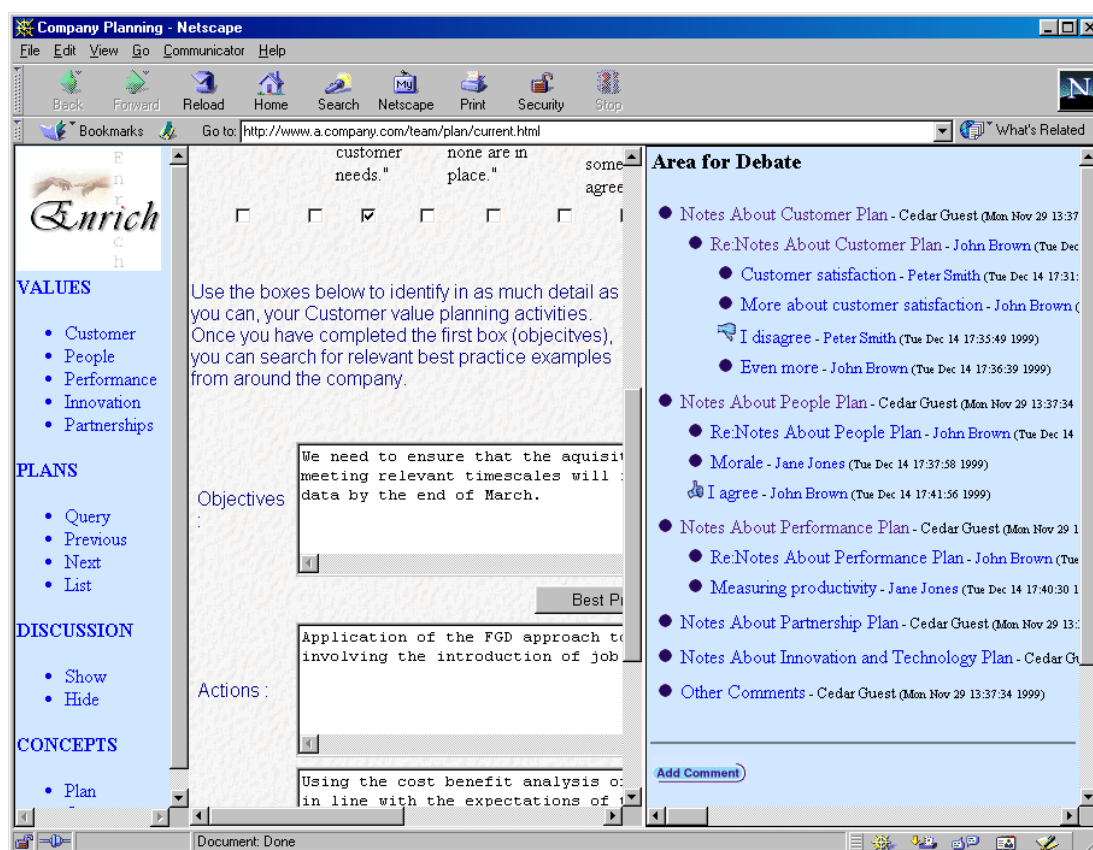 Company Planning - Netscape
File Edit View Go Communicator Help
Back Forward Reload Home Search Netscape Print Security Stop
My
N
Bookmarks Go to: http://www.a.company.com/team/plan/current.html What's Related
Enrich
Enrich
VALUES
Customer
People
Performance
Innovation
Partnerships
PLANS
Query
Previous
Next
List
DISCUSSION
Show
Hide
CONCEPTS
Plan
customer none are in
needs." place." some
agree
Use the boxes below to identify in as much detail as
you can, your Customer value planning activities.
Once you have completed the first box (objecitves),
you can search for relevant best practice examples
from around the company.
Objectives
:
We need to ensure that the aquisit
meeting relevant timescales will
data by the end of March.
Best P
Actions :
Application of the FGD approach to
involving the introduction of job
Using the cost benefit analysis o
in line with the expectations of
Area for Debate
Notes About Customer Plan - Cedar Guest (Mon Nov 29 13:37
Re:Notes About Customer Plan - John Brown (Tue Dec
Customer satisfaction - Peter Smith (Tue Dec 14 17:31:
More about customer satisfaction - John Brown (
I disagree - Peter Smith (Tue Dec 14 17:35:49 1999)
Even more - John Brown (Tue Dec 14 17:36:39 1999)
Notes About People Plan - Cedar Guest (Mon Nov 29 13:37:34
Re:Notes About People Plan - John Brown (Tue Dec 14
Morale - Jane Jones (Tue Dec 14 17:37:58 1999)
I agree - John Brown (Tue Dec 14 17:41:56 1999)
Notes About Performance Plan - Cedar Guest (Mon Nov 29 1
Re:Notes About Performance Plan - John Brown (Tue
Measuring productivity - Jane Jones (Tue Dec 14 17:40:30 1
Notes About Partnership Plan - Cedar Guest (Mon Nov 29 13:
Notes About Innovation and Technology Plan - Cedar Gu
Other Comments - Cedar Guest (Mon Nov 29 13:37:34 1999)
Add Comment
Document: Done